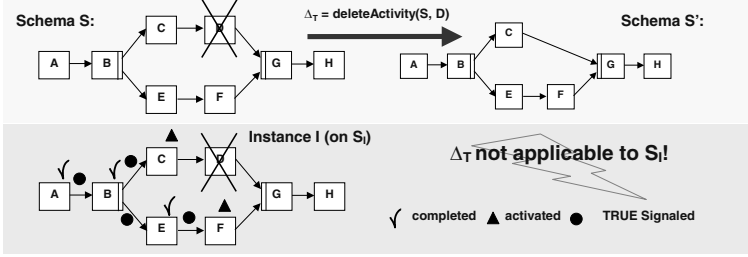 Schema S:
ΔT = deleteActivity(S, D)
Schema S’:
A B C D E F G H
A B C E F G H
Instance I (on SI)
ΔT not applicable to SI!
A B C D E F G H
completed activated TRUE Signaled